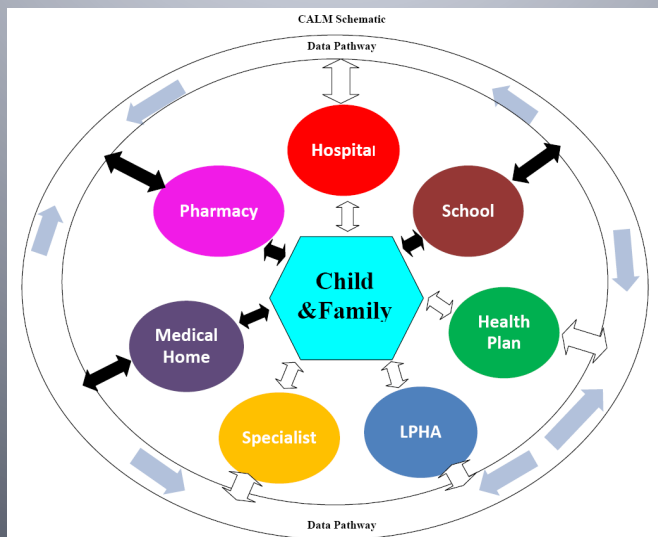 CALM Schematic
Data Pathway
Hospital
Pharmacy
School
Child
&Family
Medical
Home
Health
Plan
Specialist
LPHA
Data Pathway